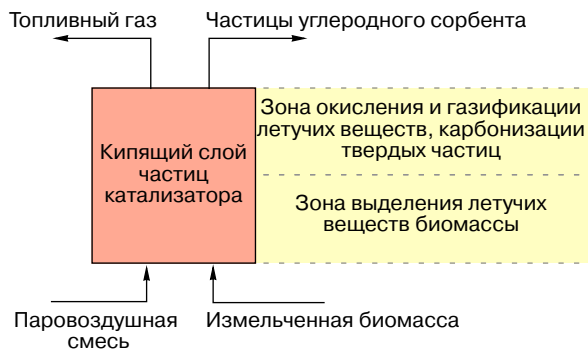 Топливный газ
Частицы углеродного сорбента
Кипящий слой
частиц
катализатора
Зона окисления и газификации
летучих веществ, карбонизации
твердых частиц
Зона выделения летучих
веществ биомассы
Паровоздушная
смесь
Измельченная биомасса